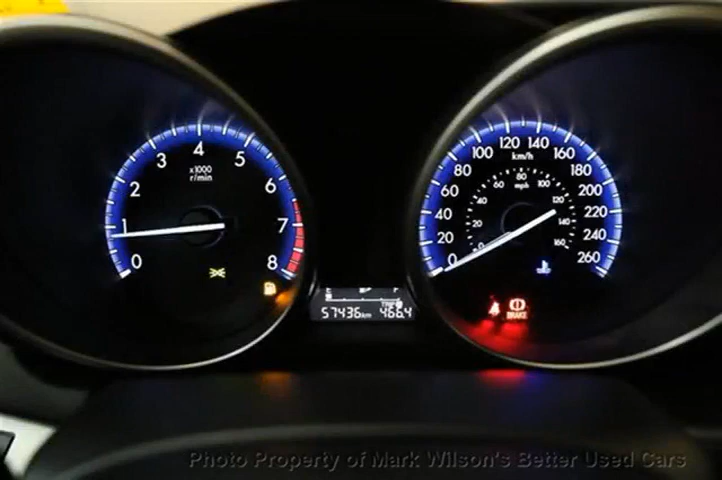 0 1 2 3 4 5 6 7 8
x1000
r/min
0 20 40 60 80 100 120 140 160 180 200 220 240 260
km/h
0 20 40 60 80 100 120 140 160
mph
E F
TRIP B
57436km 466.4
BRAKE
Photo Property of Mark Wilson's Better Used Cars